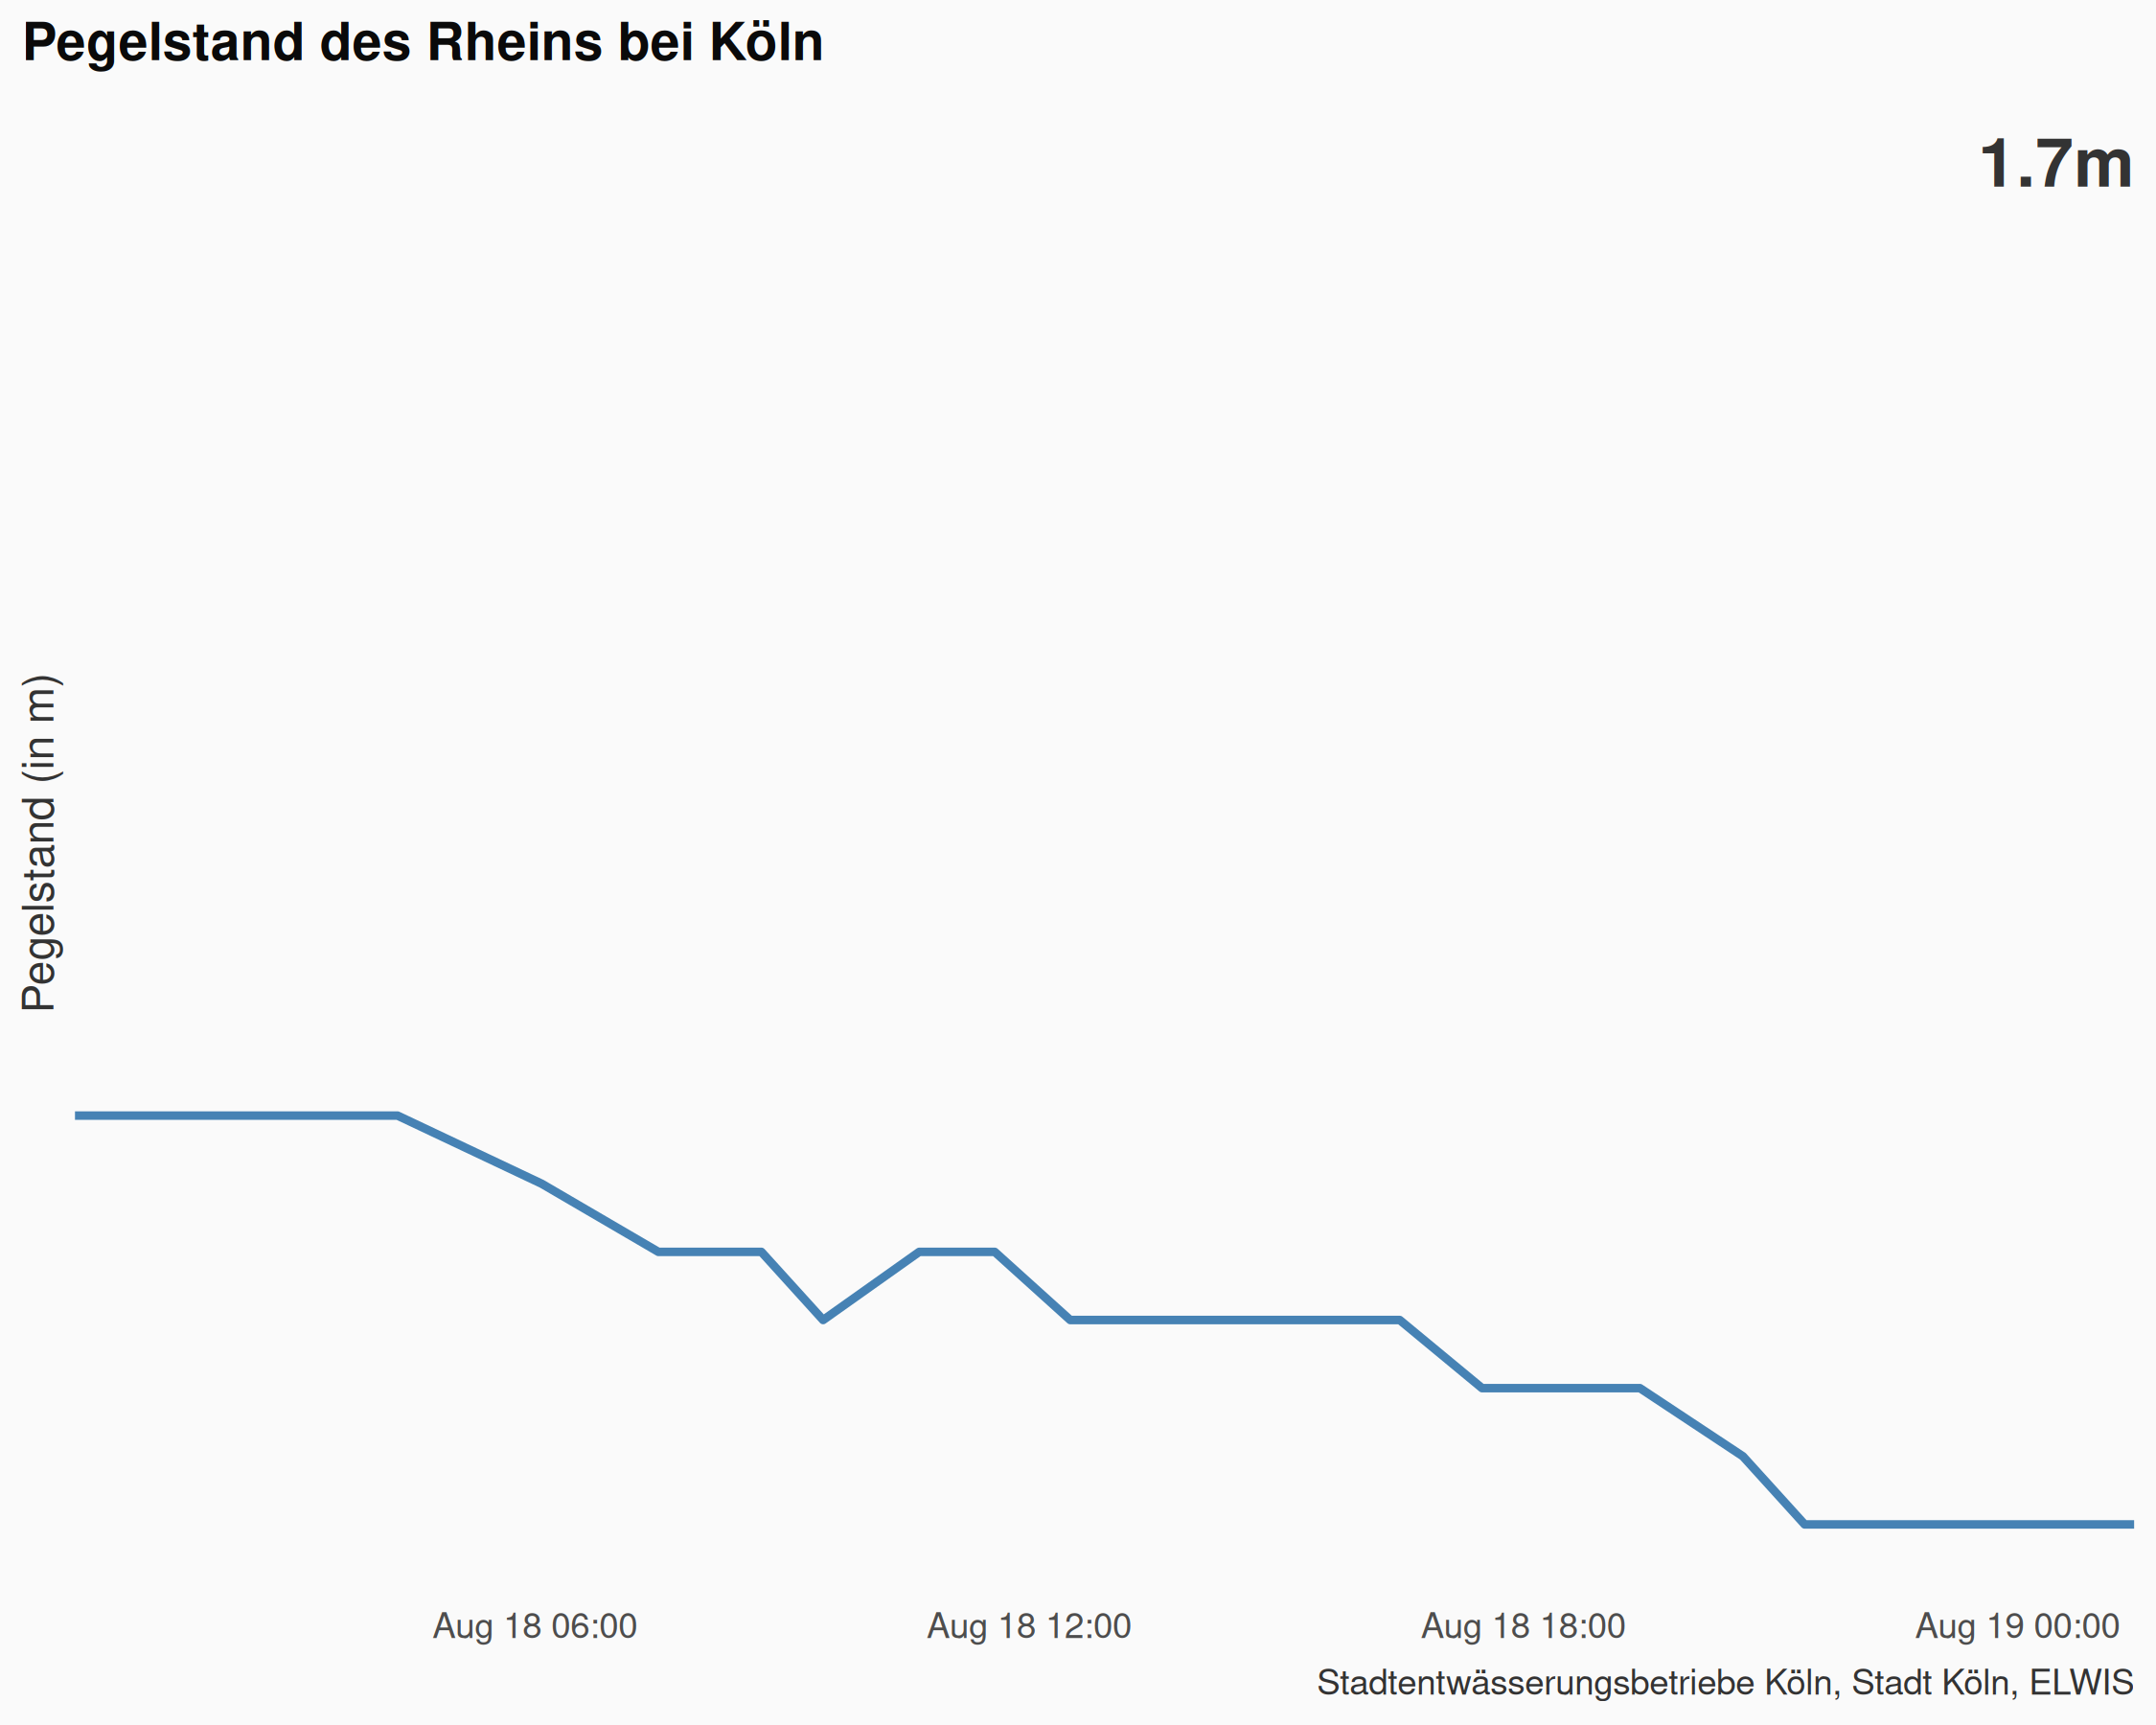 Pegelstand des Rheins bei Köln
1.7m
Pegelstand (in m)
Aug 18 06:00
Aug 18 12:00
Aug 18 18:00
Aug 19 00:00
Stadtentwässerungsbetriebe Köln, Stadt Köln, ELWIS